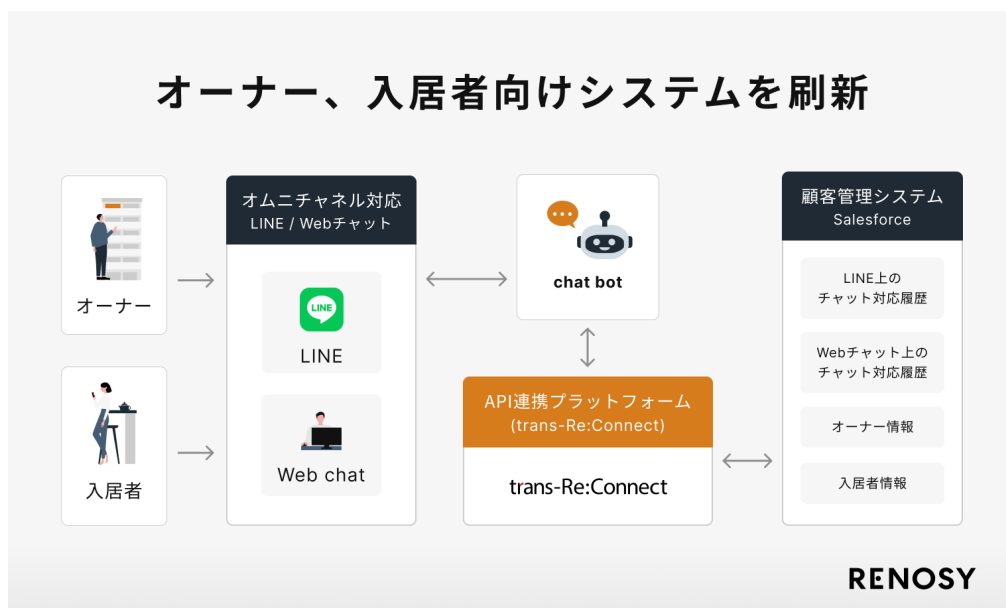 オーナー、入居者向けシステムを刷新
オーナー
入居者
オムニチャネル対応
LINE / Webチャット
LINE
LINE
Web chat
chat bot
API連携プラットフォーム
(trans-Re:Connect)
trans-Re:Connect
顧客管理システム
Salesforce
LINE上の
チャット対応履歴
Webチャット上の
チャット対応履歴
オーナー情報
入居者情報
RENOSY